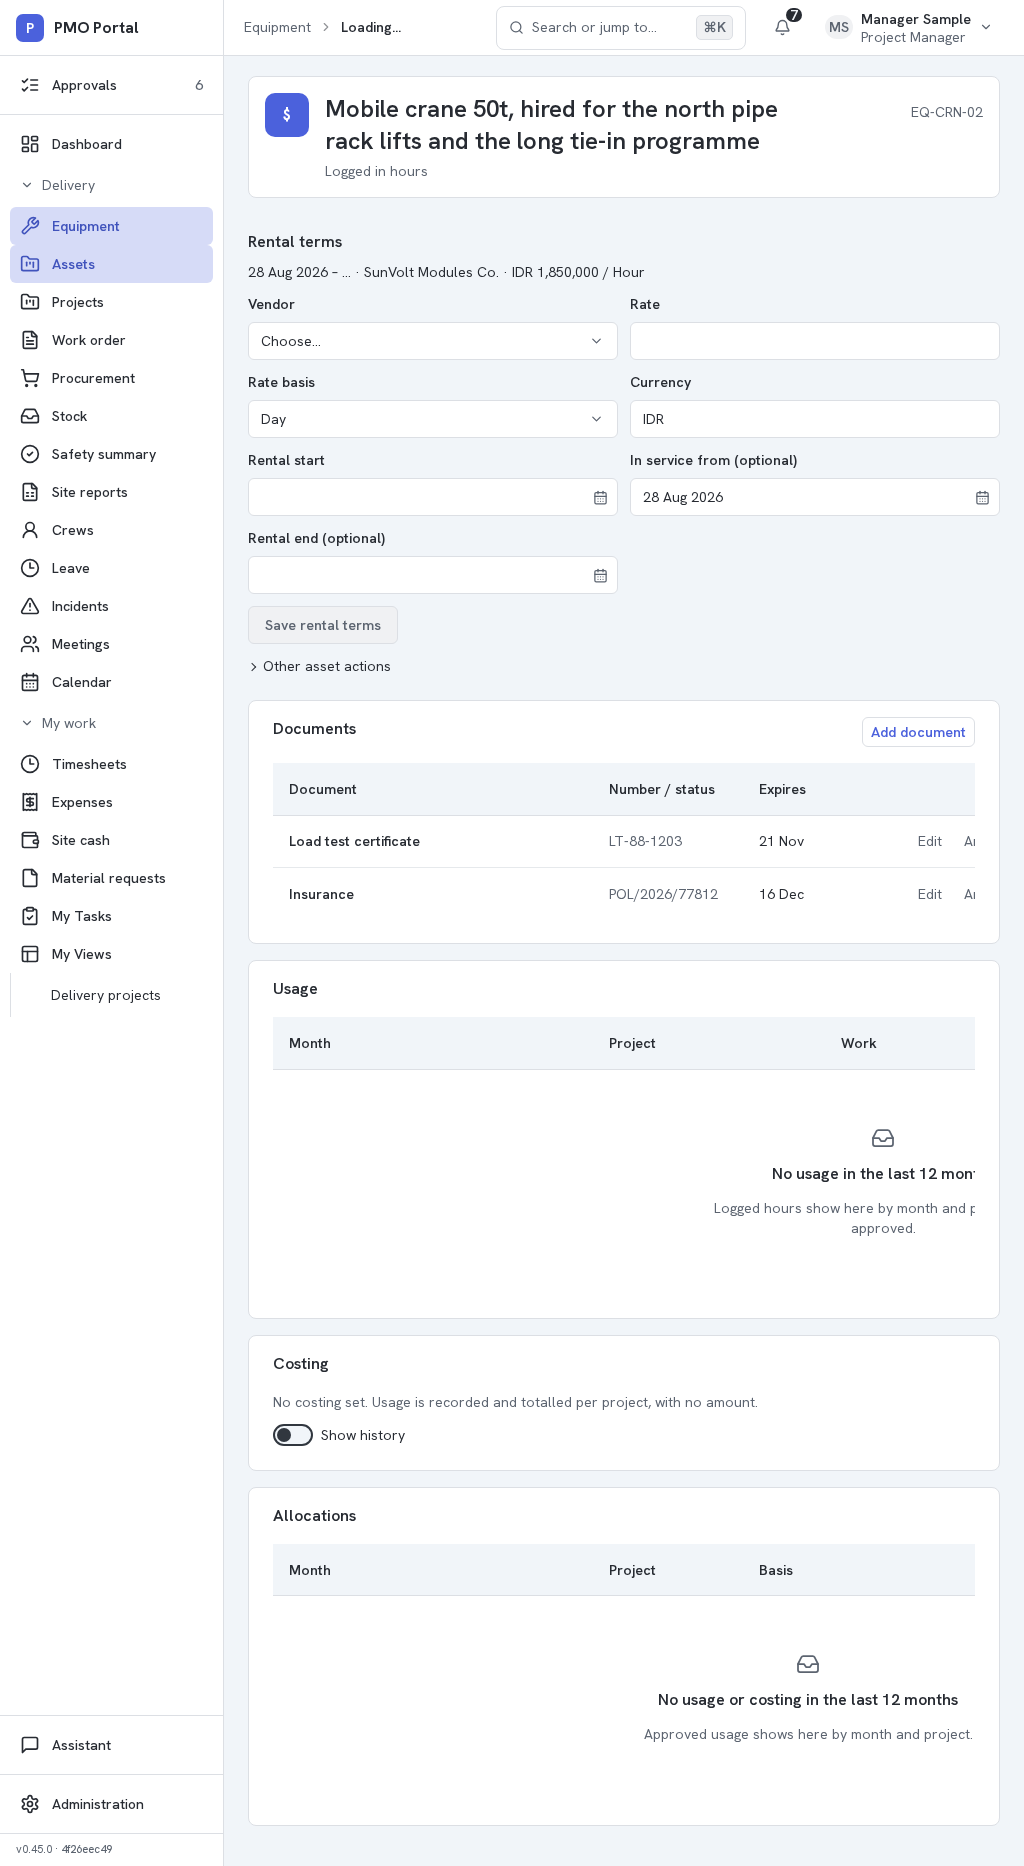 P PMO Portal
Equipment > Loading...
Search or jump to... ⌘K
7
MS
Manager Sample
Project Manager
Approvals 6
Dashboard
Delivery
Equipment
Assets
Projects
Work order
Procurement
Stock
Safety summary
Site reports
Crews
Leave
Incidents
Meetings
Calendar
My work
Timesheets
Expenses
Site cash
Material requests
My Tasks
My Views
Delivery projects
Assistant
Administration
v0.45.0 · 4f26eec49
$
Mobile crane 50t, hired for the north pipe
rack lifts and the long tie-in programme
EQ-CRN-02
Logged in hours
Rental terms
28 Aug 2026 – ... · SunVolt Modules Co. · IDR 1,850,000 / Hour
Vendor Rate
Choose...
Rate basis Currency
Day IDR
Rental start In service from (optional)
28 Aug 2026
Rental end (optional)
Save rental terms
Other asset actions
Documents Add document
Document Number / status Expires
Load test certificate LT-88-1203 21 Nov Edit Ar
Insurance POL/2026/77812 16 Dec Edit Ar
Usage
Month Project Work
No usage in the last 12 mont
Logged hours show here by month and p
approved.
Costing
No costing set. Usage is recorded and totalled per project, with no amount.
Show history
Allocations
Month Project Basis
No usage or costing in the last 12 months
Approved usage shows here by month and project.